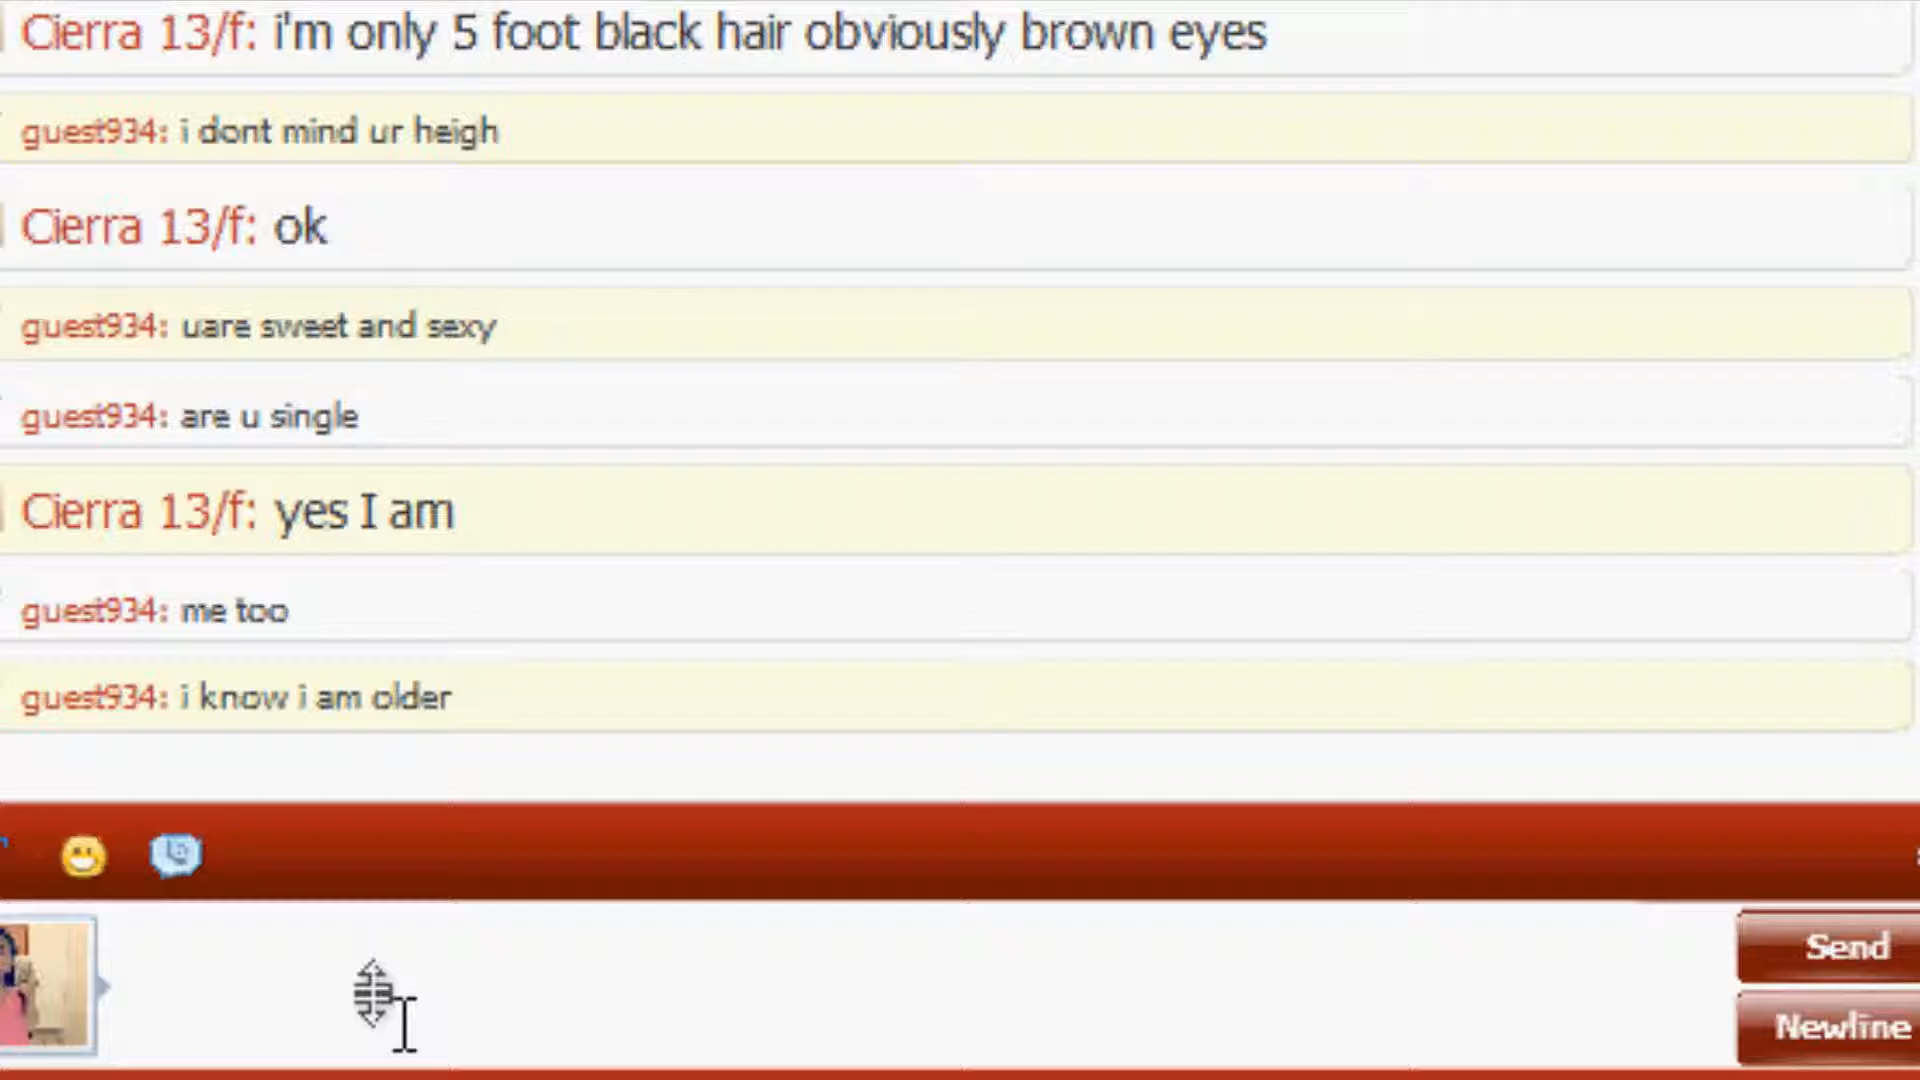 Cierra 13/f: i'm only 5 foot black hair obviously brown eyes
guest934: i dont mind ur heigh
Cierra 13/f: ok
guest934: uare sweet and sexy
guest934: are u single
Cierra 13/f: yes I am
guest934: me too
guest934: i know i am older
Send
Newline